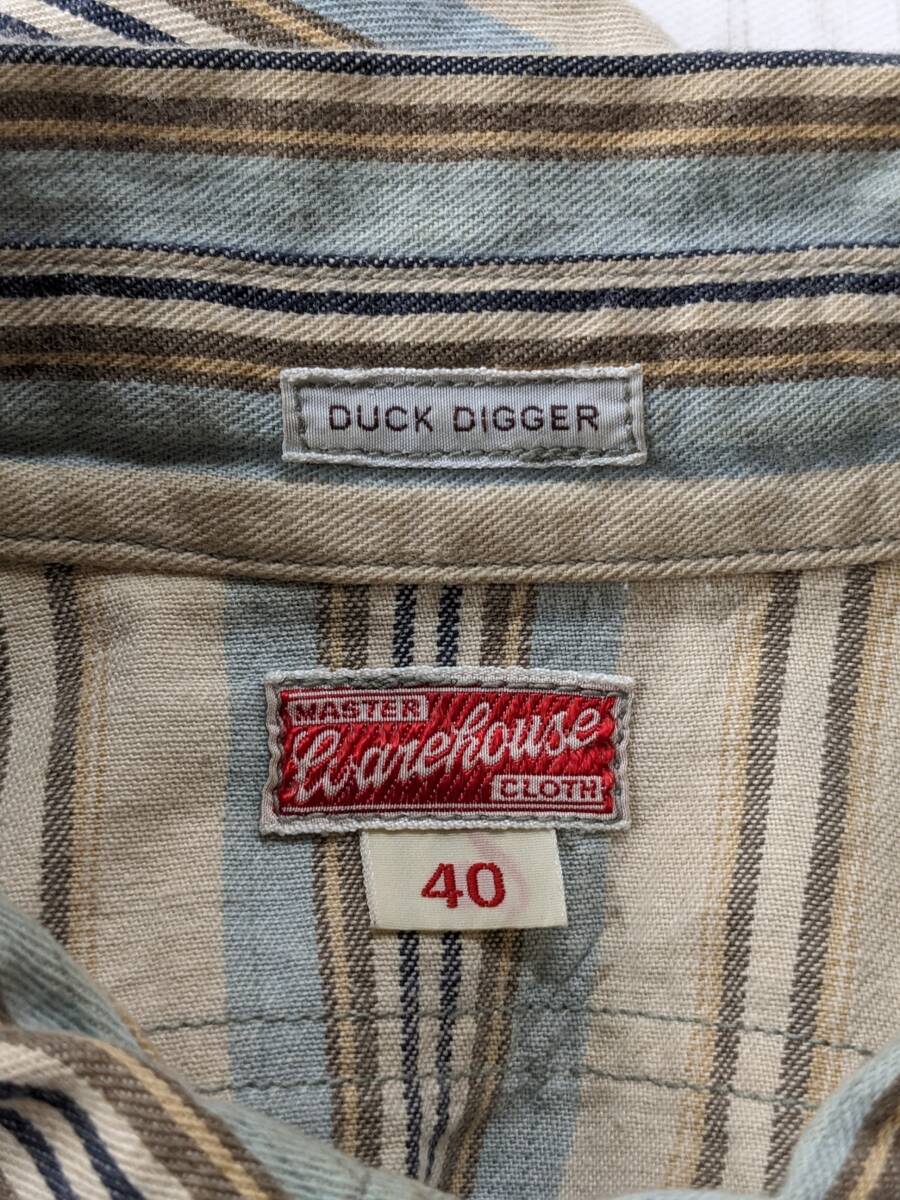 DUCK DIGGER
MASTER
Warehouse
CLOTH
40